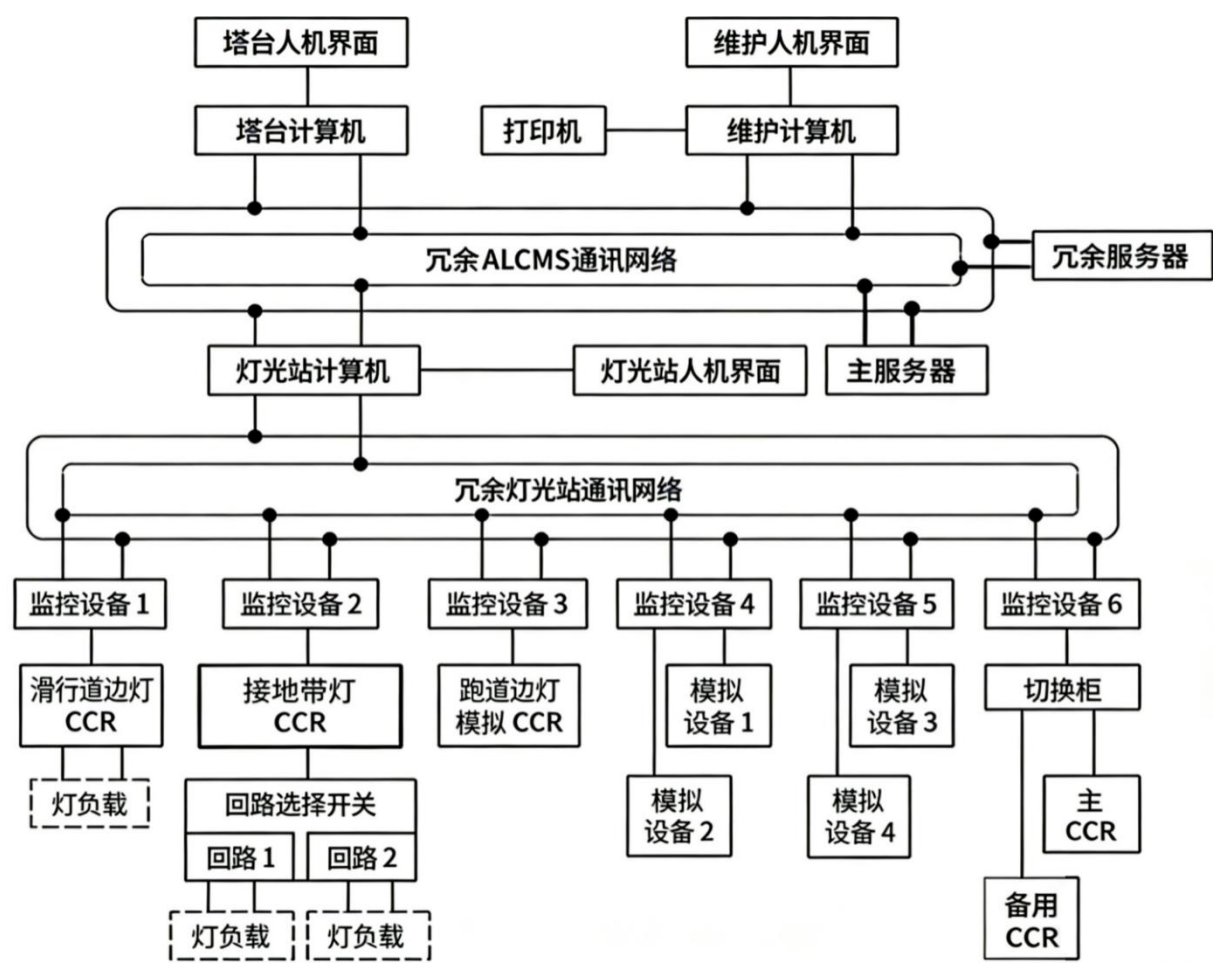 塔台人机界面
维护人机界面
塔台计算机
打印机
维护计算机
冗余ALCMS通讯网络
冗余服务器
灯光站计算机
灯光站人机界面
主服务器
冗余灯光站通讯网络
监控设备1
监控设备2
监控设备3
监控设备4
监控设备5
监控设备6
滑行道边灯
CCR
接地带灯
CCR
跑道边灯
模拟CCR
模拟
设备1
模拟
设备3
切换柜
灯负载
回路选择开关
回路1
回路2
模拟
设备2
模拟
设备4
主
CCR
灯负载
灯负载
备用
CCR